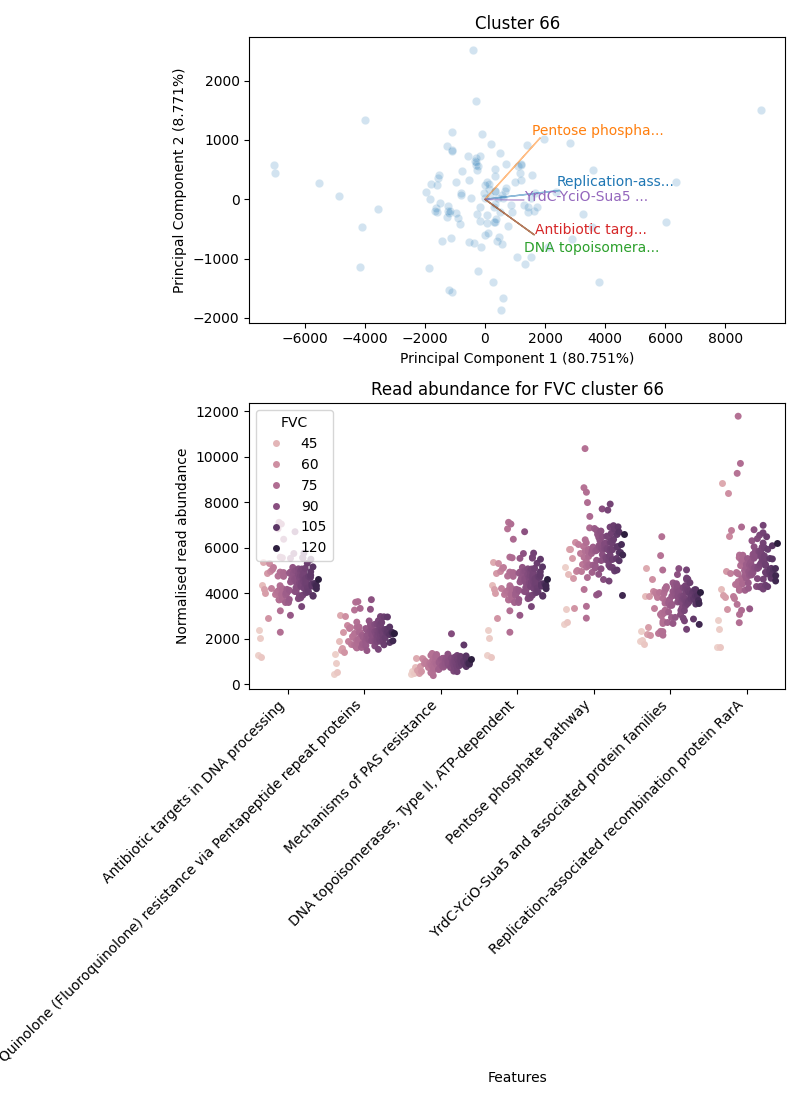 Cluster 66
Principal Component 2 (8.771%)
2000
1000
0
−1000
−2000
Pentose phospha...
Replication-ass...
YrdC-YciO-Sua5 ...
Antibiotic targ...
DNA topoisomera...
−6000 −4000 −2000 0 2000 4000 6000 8000
Principal Component 1 (80.751%)
Read abundance for FVC cluster 66
Normalised read abundance
12000
10000
8000
6000
4000
2000
0
FVC
45
60
75
90
105
120
Antibiotic targets in DNA processing
Quinolone (Fluoroquinolone) resistance via Pentapeptide repeat proteins
Mechanisms of PAS resistance
DNA topoisomerases, Type II, ATP-dependent
Pentose phosphate pathway
YrdC-YciO-Sua5 and associated protein families
Replication-associated recombination protein RarA
Features